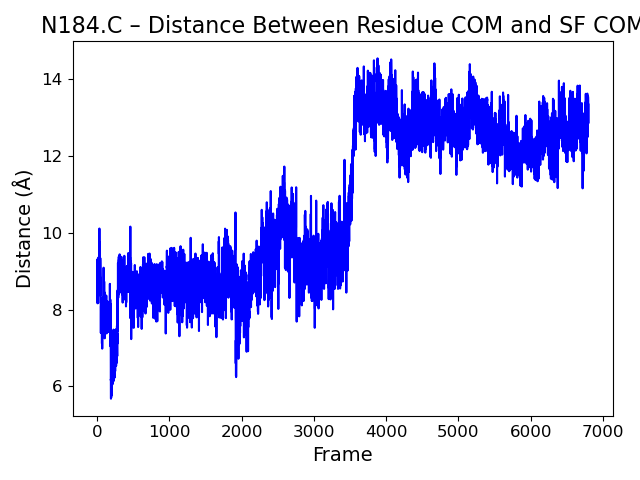 N184.C – Distance Between Residue COM and SF COM
14
12
10
8
6
Distance (Å)
0 1000 2000 3000 4000 5000 6000 7000
Frame